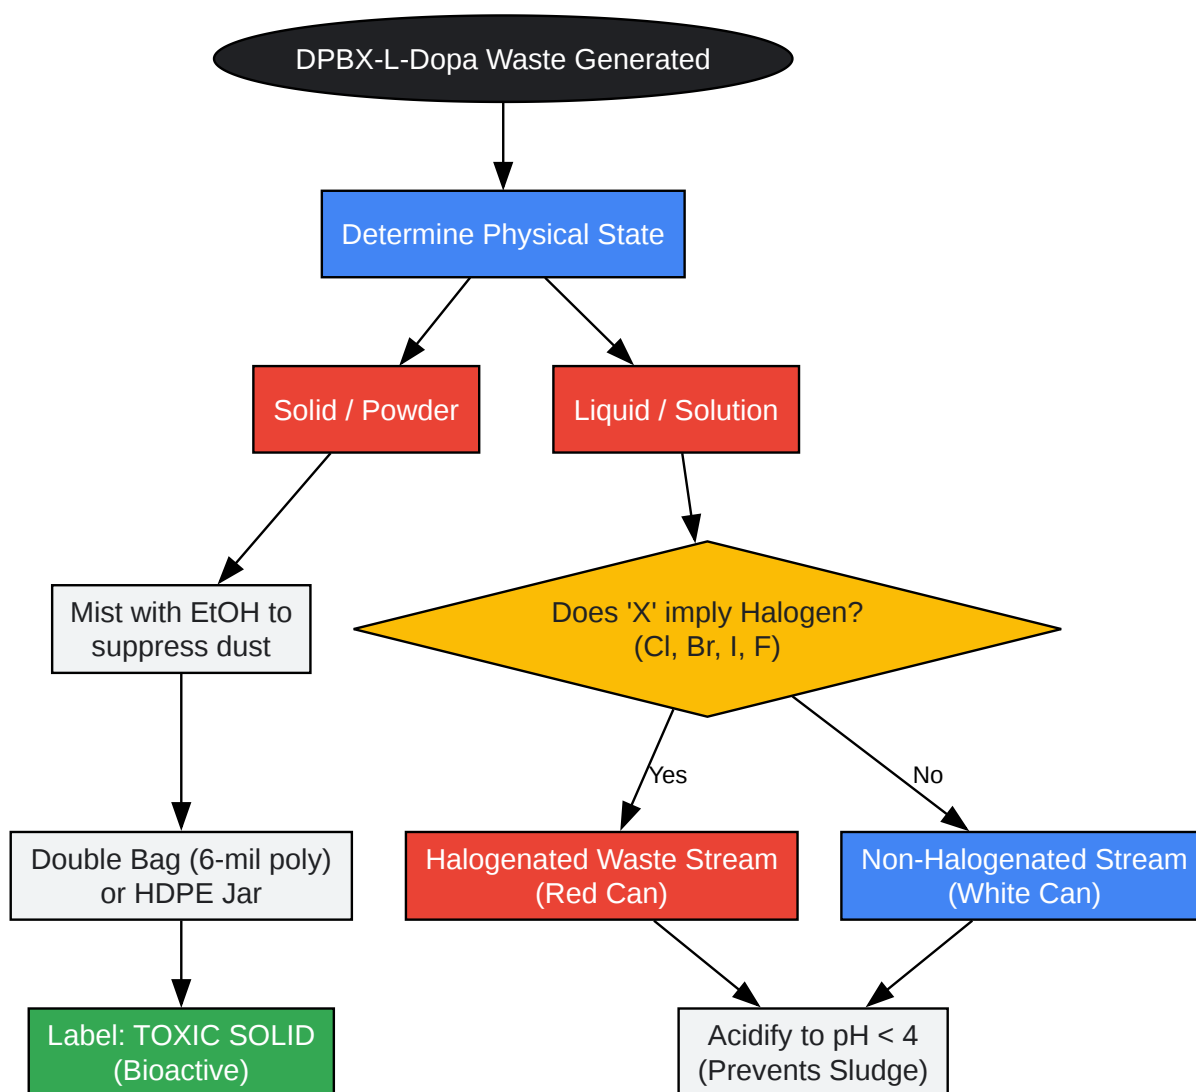 DPBX-L-Dopa Waste Generated
Determine Physical State
Solid / Powder
Liquid / Solution
Mist with EtOH to
suppress dust
Does 'X' imply Halogen?
(Cl, Br, I, F)
Yes
No
Double Bag (6-mil poly)
or HDPE Jar
Halogenated Waste Stream
(Red Can)
Non-Halogenated Stream
(White Can)
Label: TOXIC SOLID
(Bioactive)
Acidify to pH < 4
(Prevents Sludge)